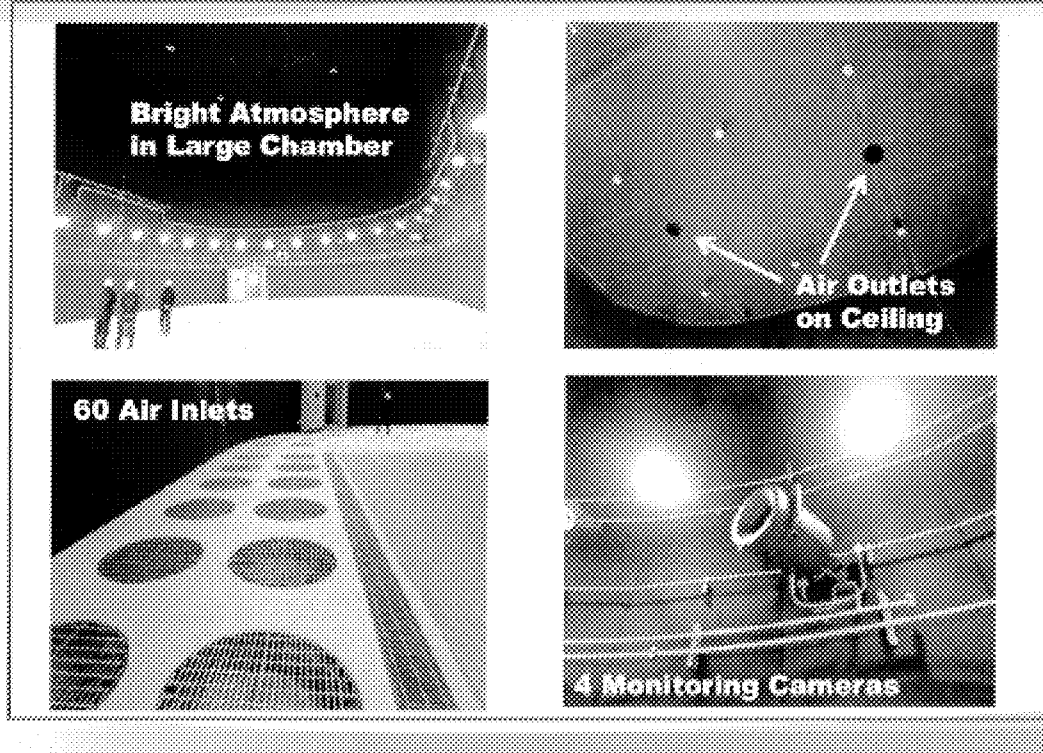 Bright Atmosphere
in Large Chamber
Air Outlets
on Ceiling
60 Air Inlets
4 Monitoring Cameras